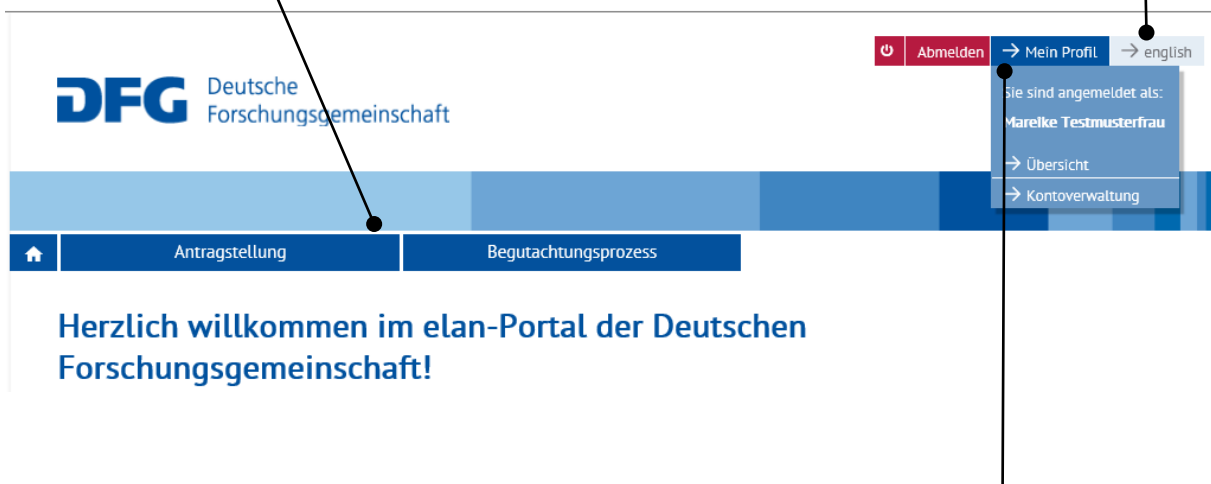 Abmelden
→ Mein Profil
→ english
DFG
Deutsche
Forschungsgemeinschaft
Sie sind angemeldet als:
Mareike Testmusterfrau
→ Übersicht
→ Kontoverwaltung
Antragstellung
Begutachtungsprozess
Herzlich willkommen im elan-Portal der Deutschen
Forschungsgemeinschaft!